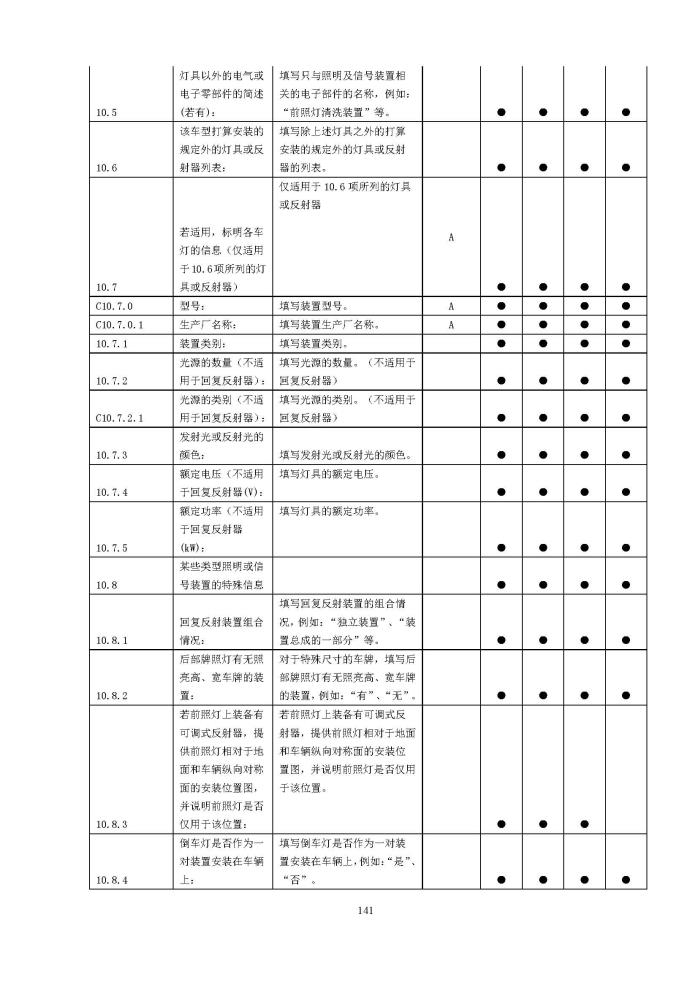 灯具以外的电气或 填写只与照明及信号装置相
电子零部件的简述 关的电子部件的名称，例如：
10.5 (若有)： “前照灯清洗装置”等。 ● ● ● ●
该车型打算安装的 填写除上述灯具之外的打算
规定外的灯具或反 安装的规定外的灯具或反射
10.6 射器列表： 器的列表。 ● ● ● ●
仅适用于 10.6 项所列的灯具
或反射器
若适用，标明各车
灯的信息（仅适用 A
于10.6项所列的灯
10.7 具或反射器） ● ● ● ●
C10.7.0 型号： 填写装置型号。 A ● ● ● ●
C10.7.0.1 生产厂名称： 填写装置生产厂名称。 A ● ● ● ●
10.7.1 装置类别： 填写装置类别。 ● ● ● ●
光源的数量（不适 填写光源的数量。（不适用于
10.7.2 用于回复反射器）： 回复反射器） ● ● ● ●
光源的类别（不适 填写光源的类别。（不适用于
C10.7.2.1 用于回复反射器）： 回复反射器） ● ● ● ●
发射光或反射光的
10.7.3 颜色： 填写发射光或反射光的颜色。 ● ● ● ●
额定电压（不适用 填写灯具的额定电压。
10.7.4 于回复反射器(V)： ● ● ● ●
额定功率（不适用 填写灯具的额定功率。
于回复反射器
10.7.5 (kW)： ● ● ● ●
某些类型照明或信
10.8 号装置的特殊信息 ● ● ● ●
填写回复反射装置的组合情
回复反射装置组合 况，例如：“独立装置”、“装
10.8.1 情况： 置总成的一部分”等。 ● ● ● ●
后部牌照灯有无照 对于特殊尺寸的车牌，填写后
亮高、宽车牌的装 部牌照灯有无照亮高、宽车牌
10.8.2 置： 的装置，例如：“有”、“无”。 ● ● ● ●
若前照灯上装备有 若前照灯上装备有可调式反
可调式反射器，提 射器，提供前照灯相对于地面
供前照灯相对于地 和车辆纵向对称面的安装位
面和车辆纵向对称 置图，并说明前照灯是否仅用
面的安装位置图， 于该位置。
并说明前照灯是否
10.8.3 仅用于该位置： ● ● ●
倒车灯是否作为一 填写倒车灯是否作为一对装
对装置安装在车辆 置安装在车辆上，例如：“是”、
10.8.4 上： “否”。 ● ● ● ●
141